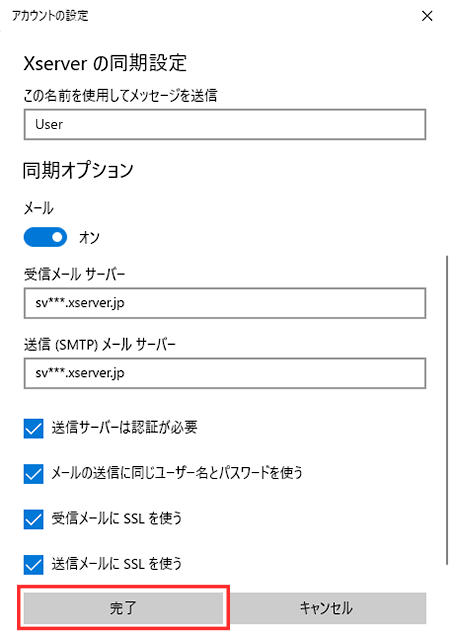 アカウントの設定
Xserver の同期設定
この名前を使用してメッセージを送信
User
同期オプション
メール
オン
受信メール サーバー
sv***.xserver.jp
送信 (SMTP) メール サーバー
sv***.xserver.jp
送信サーバーは認証が必要
メールの送信に同じユーザー名とパスワードを使う
受信メールに SSL を使う
送信メールに SSL を使う
完了
キャンセル